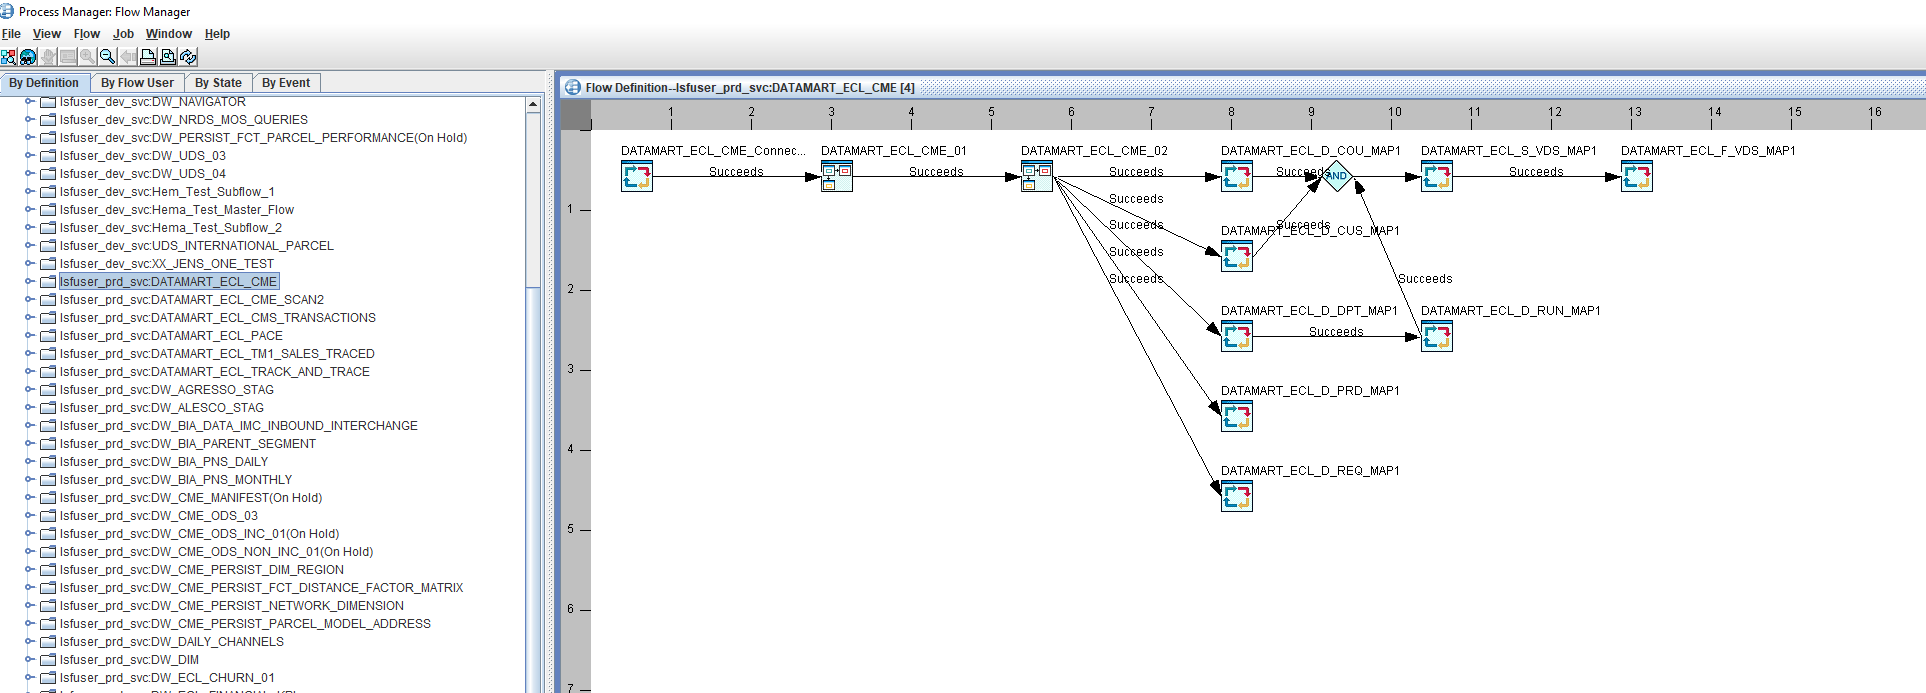 Process Manager: Flow Manager
File View Flow Job Window Help
By Definition By Flow User By State By Event
lsfuser_dev_svc:DW_NAVIGATOR
lsfuser_dev_svc:DW_NRDS_MOS_QUERIES
lsfuser_dev_svc:DW_PERSIST_FCT_PARCEL_PERFORMANCE(On Hold)
lsfuser_dev_svc:DW_UDS_03
lsfuser_dev_svc:DW_UDS_04
lsfuser_dev_svc:Hem_Test_Subflow_1
lsfuser_dev_svc:Hema_Test_Master_Flow
lsfuser_dev_svc:Hema_Test_Subflow_2
lsfuser_dev_svc:UDS_INTERNATIONAL_PARCEL
lsfuser_dev_svc:XX_JENS_ONE_TEST
lsfuser_prd_svc:DATAMART_ECL_CME
lsfuser_prd_svc:DATAMART_ECL_CME_SCAN2
lsfuser_prd_svc:DATAMART_ECL_CMS_TRANSACTIONS
lsfuser_prd_svc:DATAMART_ECL_PACE
lsfuser_prd_svc:DATAMART_ECL_TM1_SALES_TRACED
lsfuser_prd_svc:DATAMART_ECL_TRACK_AND_TRACE
lsfuser_prd_svc:DW_AGRESSO_STAG
lsfuser_prd_svc:DW_ALESCO_STAG
lsfuser_prd_svc:DW_BIA_DATA_IMC_INBOUND_INTERCHANGE
lsfuser_prd_svc:DW_BIA_PARENT_SEGMENT
lsfuser_prd_svc:DW_BIA_PNS_DAILY
lsfuser_prd_svc:DW_BIA_PNS_MONTHLY
lsfuser_prd_svc:DW_CME_MANIFEST(On Hold)
lsfuser_prd_svc:DW_CME_ODS_03
lsfuser_prd_svc:DW_CME_ODS_INC_01(On Hold)
lsfuser_prd_svc:DW_CME_ODS_NON_INC_01(On Hold)
lsfuser_prd_svc:DW_CME_PERSIST_DIM_REGION
lsfuser_prd_svc:DW_CME_PERSIST_FCT_DISTANCE_FACTOR_MATRIX
lsfuser_prd_svc:DW_CME_PERSIST_NETWORK_DIMENSION
lsfuser_prd_svc:DW_CME_PERSIST_PARCEL_MODEL_ADDRESS
lsfuser_prd_svc:DW_DAILY_CHANNELS
lsfuser_prd_svc:DW_DIM
lsfuser_prd_svc:DW_ECL_CHURN_01
Flow Definition--lsfuser_prd_svc:DATAMART_ECL_CME [4]
1 2 3 4 5 6 7 8 9 10 11 12 13 14 15 16
DATAMART_ECL_CME_Connec... DATAMART_ECL_CME_01 DATAMART_ECL_CME_02 DATAMART_ECL_D_COU_MAP1 DATAMART_ECL_S_VDS_MAP1 DATAMART_ECL_F_VDS_MAP1
Succeeds Succeeds Succeeds Succeeds AND Succeeds
Succeeds
1
Succeeds Succeeds
DATAMART_ECL_D_CUS_MAP1
Succeeds
Succeeds Succeeds
2
DATAMART_ECL_D_DPT_MAP1 DATAMART_ECL_D_RUN_MAP1
Succeeds
3
DATAMART_ECL_D_PRD_MAP1
4
DATAMART_ECL_D_REQ_MAP1
5
6
7